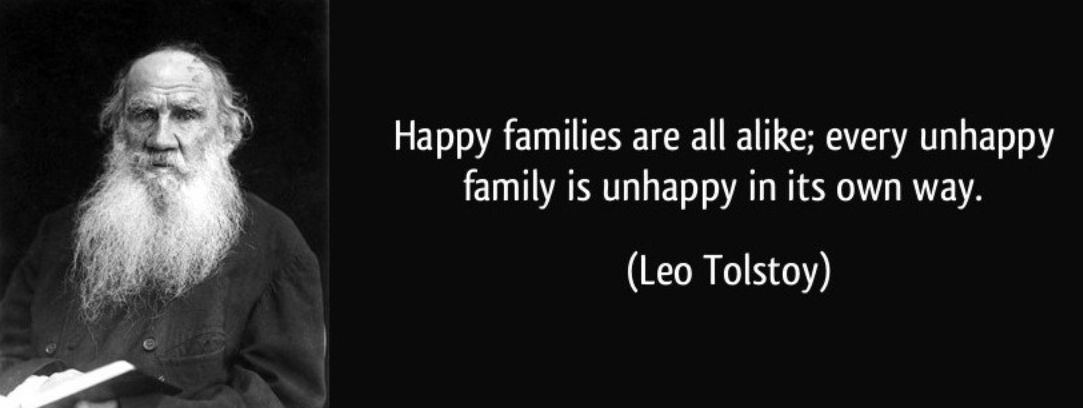 Happy families are all alike; every unhappy
family is unhappy in its own way.
(Leo Tolstoy)